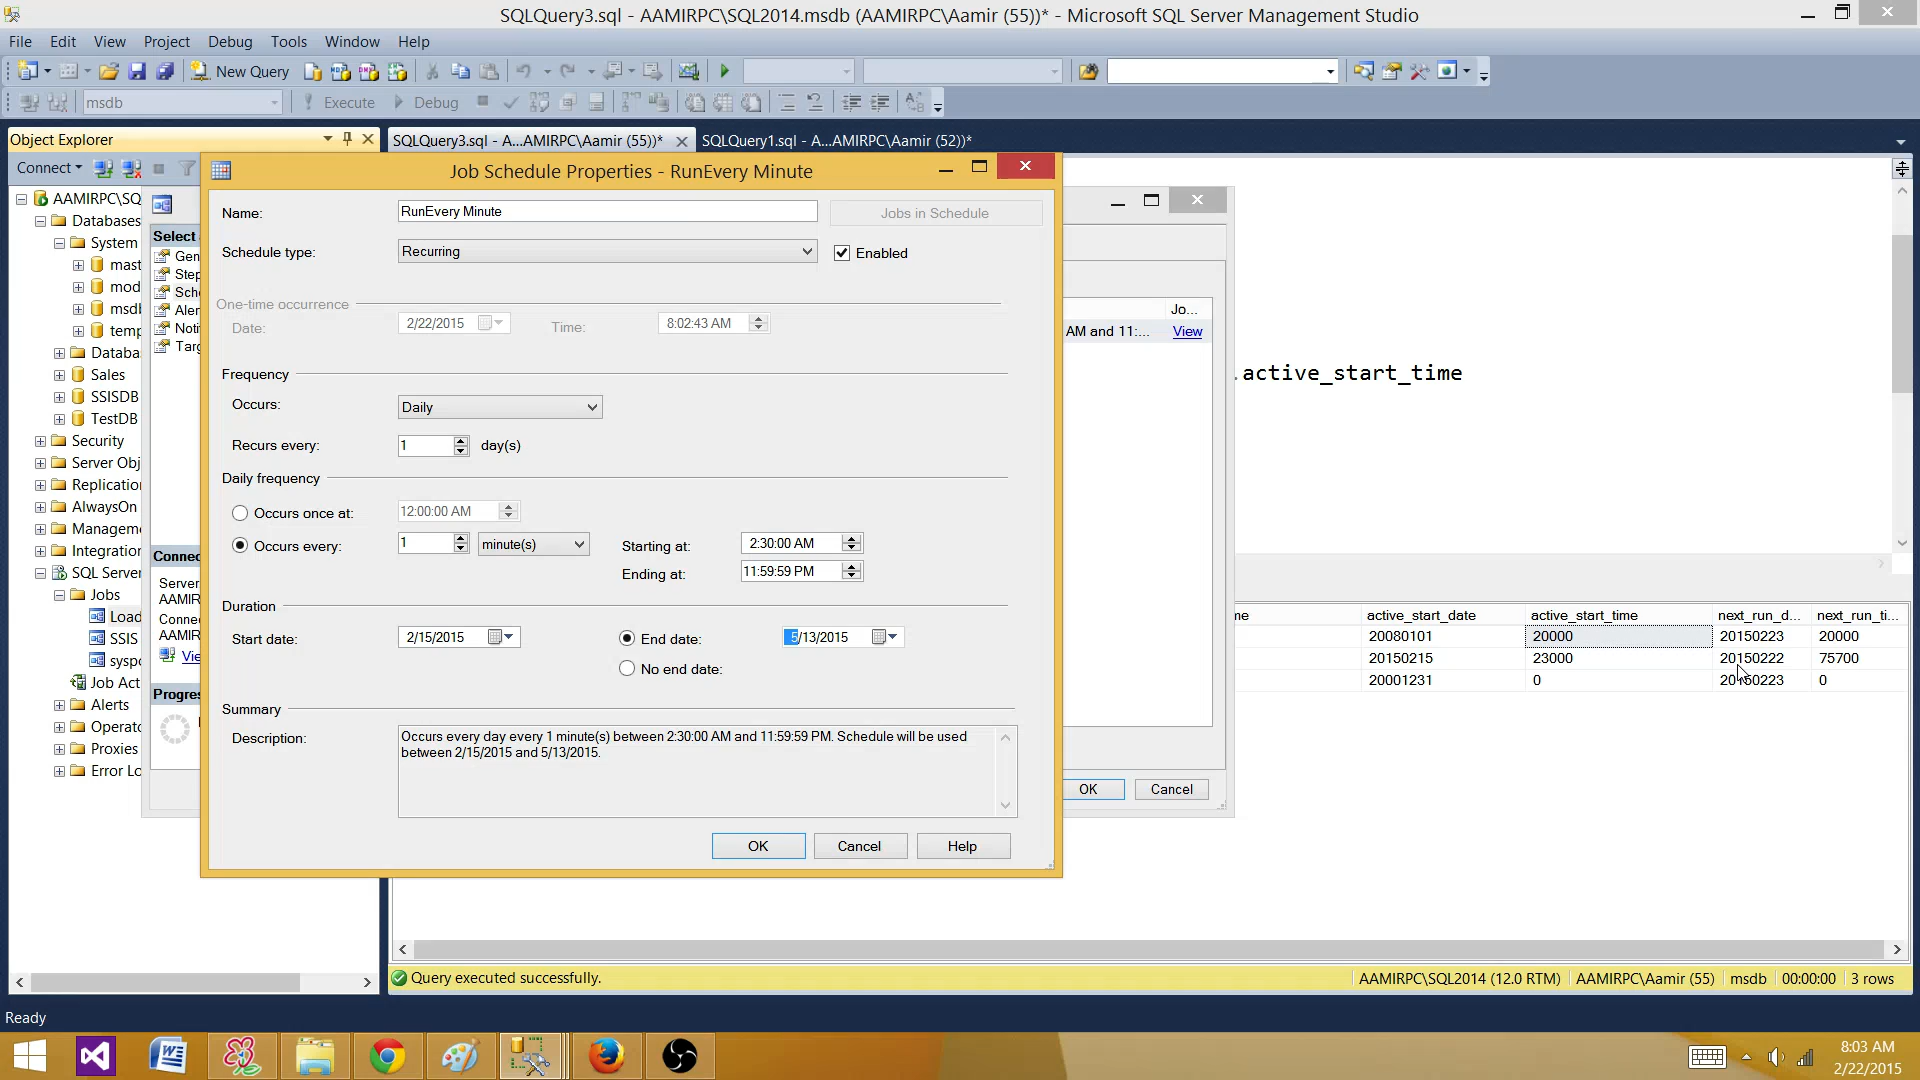 SQLQuery3.sql - AAMIRPC\SQL2014.msdb (AAMIRPC\Aamir (55))* - Microsoft SQL Server Management Studio
File Edit View Project Debug Tools Window Help
New Query
msdb Execute Debug
Object Explorer
SQLQuery3.sql - A...AMIRPC\Aamir (55))* SQLQuery1.sql - A...AMIRPC\Aamir (52))*
Connect
AAMIRPC\SQ
Databases
System
mast
mod
msdb
temp
Databa
Sales
SSISDB
TestDB
Security
Server Obj
Replication
AlwaysOn
Managem
Integration
SQL Server
Jobs
Load
SSIS
syspo
Job Act
Alerts
Operato
Proxies
Error Lo
Select
Gen
Step
Sche
Aler
Noti
Targ
Connec
Server
AAMIR
Connec
AAMIR
Vie
Progres
Job Schedule Properties - RunEvery Minute
Name: RunEvery Minute Jobs in Schedule
Schedule type: Recurring Enabled
One-time occurrence
Date: 2/22/2015 Time: 8:02:43 AM
Frequency
Occurs: Daily
Recurs every: 1 day(s)
Daily frequency
Occurs once at: 12:00:00 AM
Occurs every: 1 minute(s) Starting at: 2:30:00 AM
Ending at: 11:59:59 PM
Duration
Start date: 2/15/2015 End date: 5/13/2015
No end date:
Summary
Description: Occurs every day every 1 minute(s) between 2:30:00 AM and 11:59:59 PM. Schedule will be used
between 2/15/2015 and 5/13/2015.
OK Cancel Help
Jo...
AM and 11:... View
OK Cancel
.active_start_time
me active_start_date active_start_time next_run_d... next_run_ti...
20080101 20000 20150223 20000
20150215 23000 20150222 75700
20001231 0 20150223 0
Query executed successfully. AAMIRPC\SQL2014 (12.0 RTM) AAMIRPC\Aamir (55) msdb 00:00:00 3 rows
Ready
8:03 AM
2/22/2015